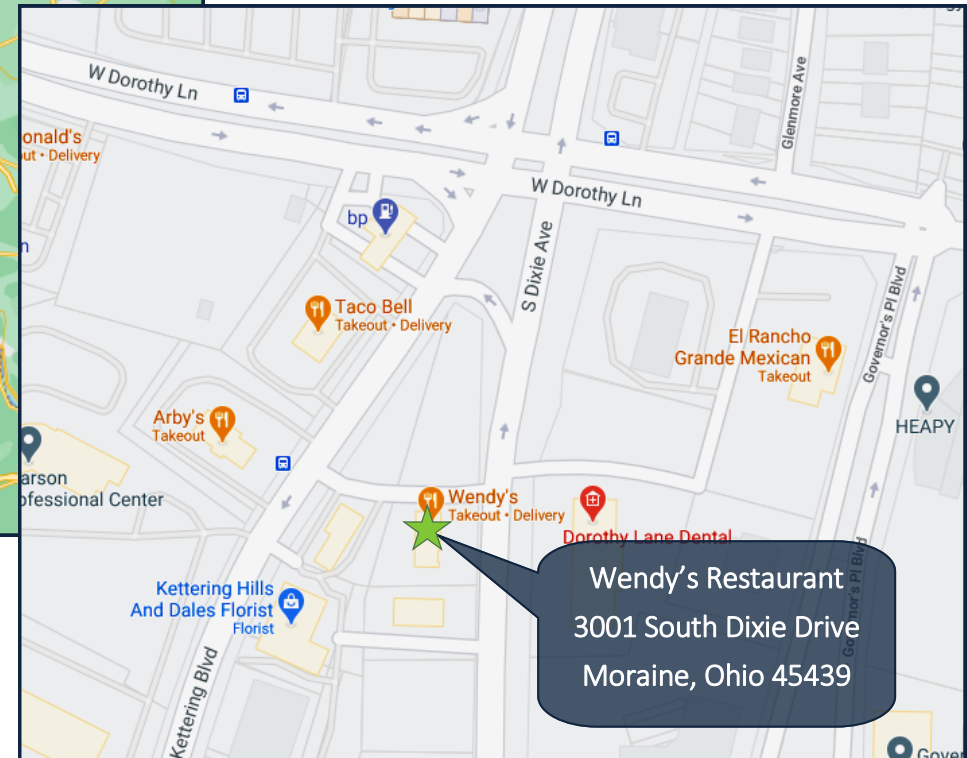 W Dorothy Ln
Glenmore Ave
onald's
ut • Delivery
W Dorothy Ln
bp
n
S Dixie Ave
Taco Bell
Takeout • Delivery
El Rancho
Grande Mexican
Takeout
Governor's Pl Blvd
HEAPY
Arby's
Takeout
arson
ofessional Center
Wendy's
Takeout • Delivery
Dorothy Lane Dental
Wendy's Restaurant
3001 South Dixie Drive
Moraine, Ohio 45439
Governor's Pl Blvd
Kettering Hills
And Dales Florist
Florist
Kettering Blvd
Gover